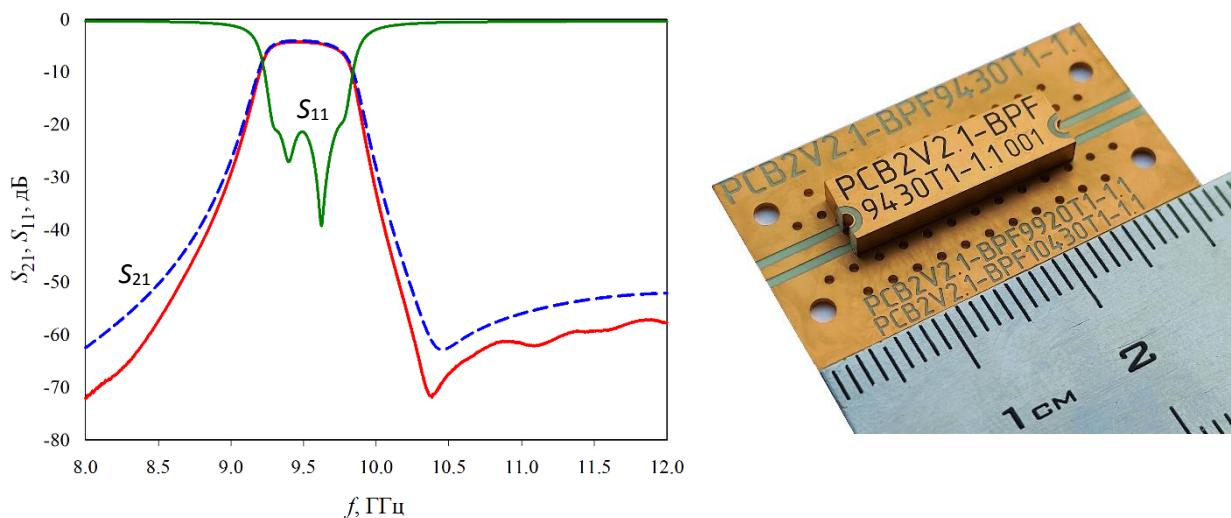 0
-10
-20
-30
-40
-50
-60
-70
-80
S21, S11, дБ
S11
S21
8.0 8.5 9.0 9.5 10.0 10.5 11.0 11.5 12.0
f, ГГц
PCB2V2.1-BPF9430T1-1.1
PCB2V2.1-BPF
9430T1-1.1 001
PCB2V2.1-BPF9920T1-1.1
PCB2V2.1-BPF10430T1-1.1
1 CM 2